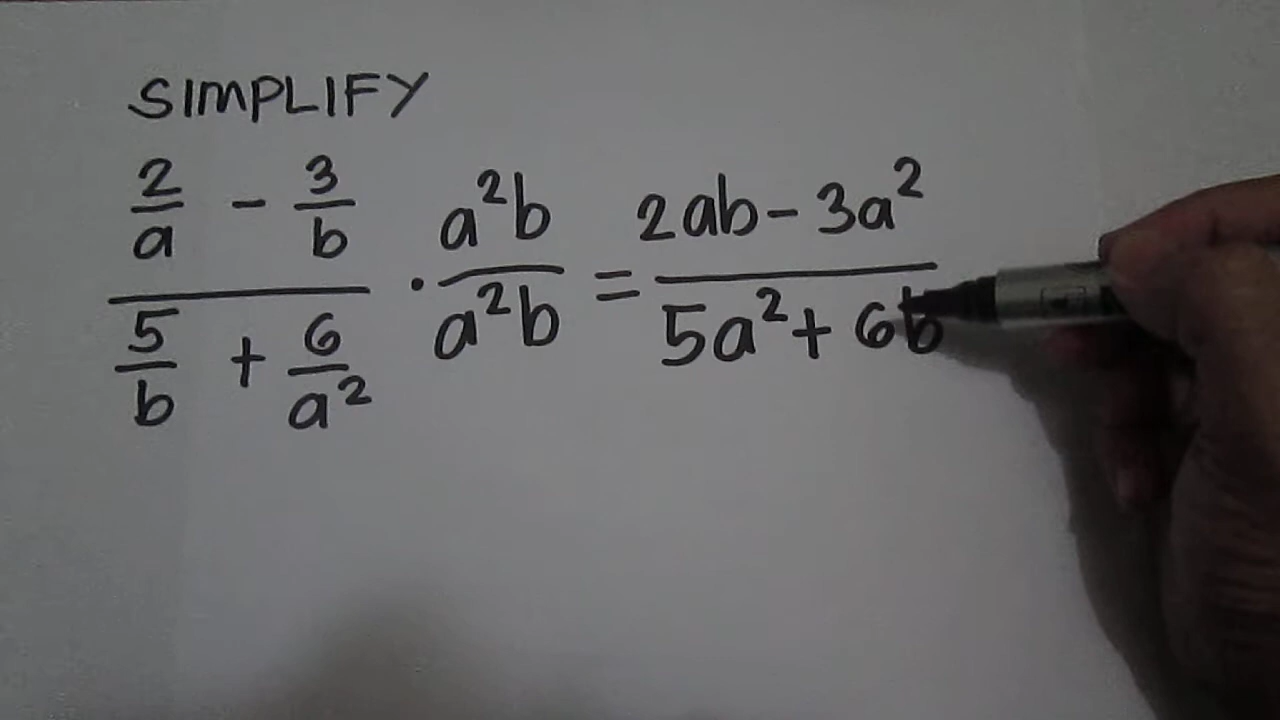 SIMPLIFY
2/a - 3/b · a²b = 2ab - 3a²
5/b + 6/a² a²b 5a² + 6b